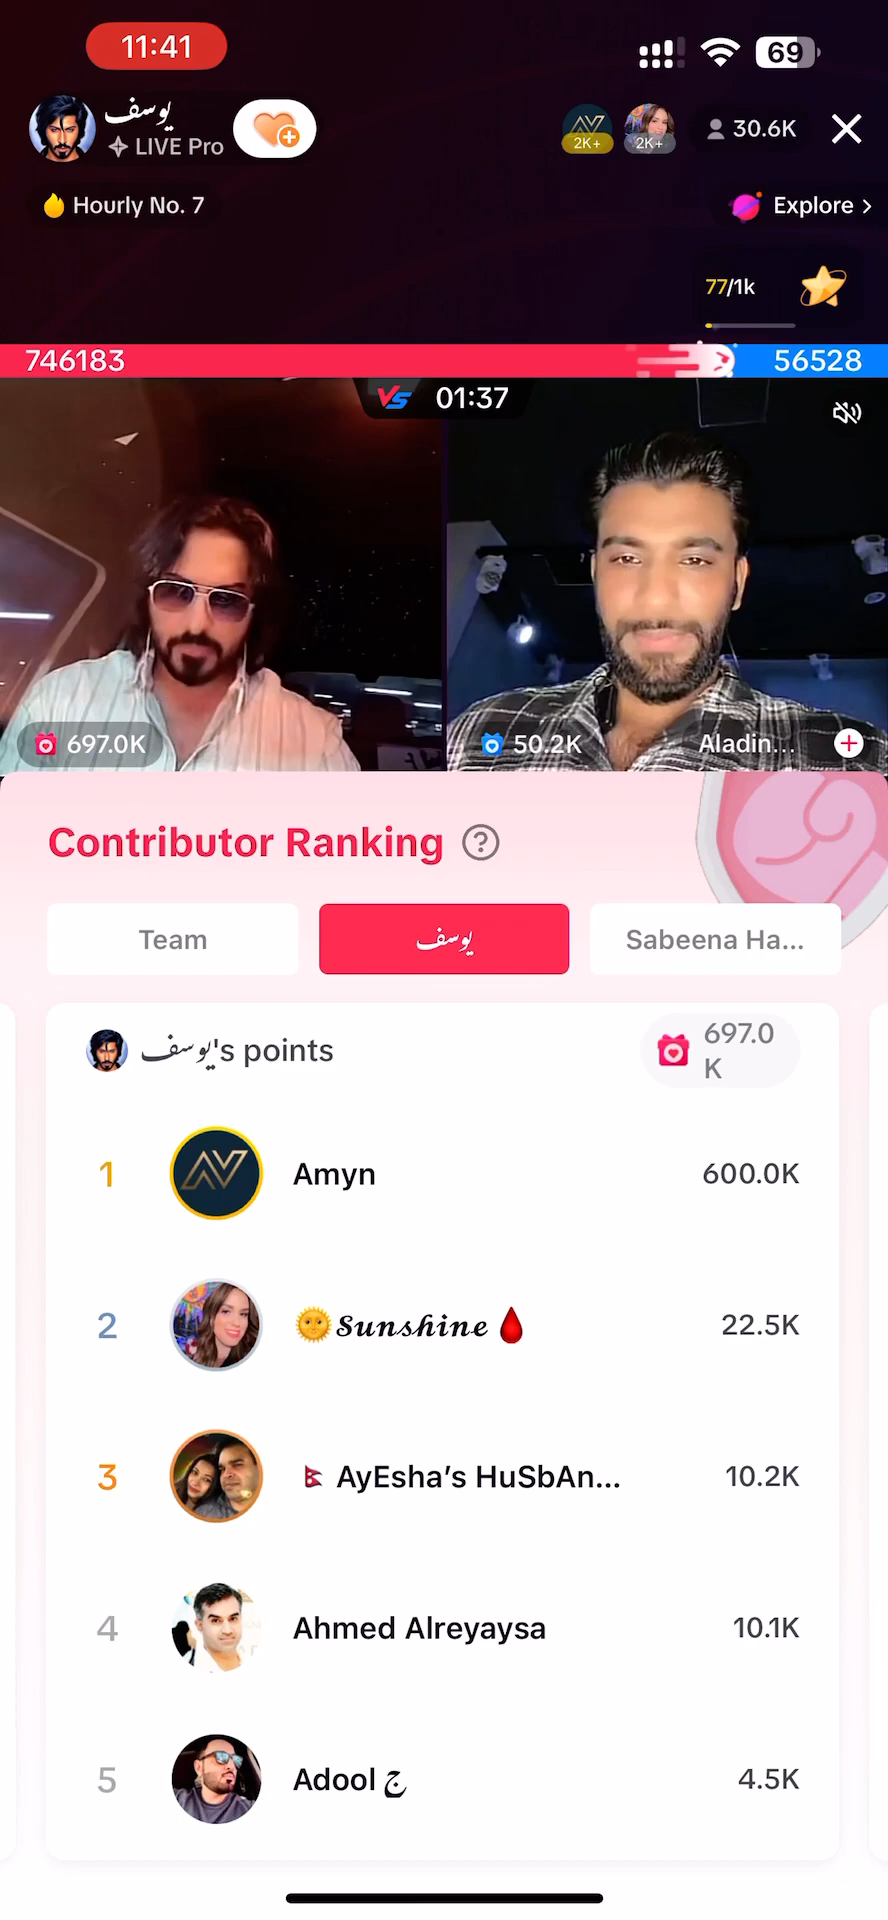 11:41
69
يوسف
LIVE Pro
2K+
2K+
30.6K
Hourly No. 7
Explore >
77/1k
746183
56528
VS 01:37
697.0K
50.2K
Aladin...
Contributor Ranking ?
Team
يوسف
Sabeena Ha...
يوسف's points
697.0
K
1 Amyn 600.0K
2 🌞𝓢𝓾𝓷𝓼𝓱𝓲𝓷𝓮🩸 22.5K
3 🇳🇵 AyEsha’s HuSbAn... 10.2K
4 Ahmed Alreyaysa 10.1K
5 Adool ج 4.5K